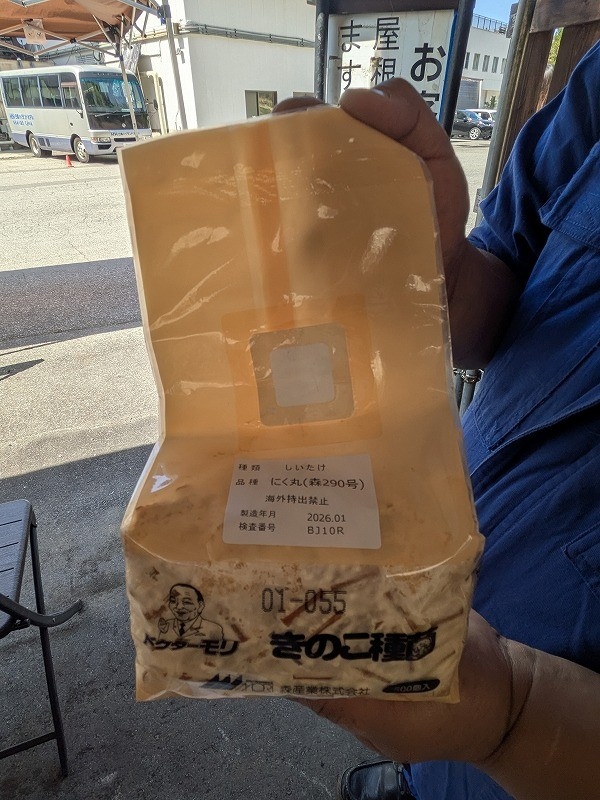 お
屋根
ます
種類 しいたけ
品種 にく丸(森290号)
海外持出禁止
製造年月 2026.01
検査番号 BJ10R
01-055
ドクターモリ きのこ種
森産業株式会社